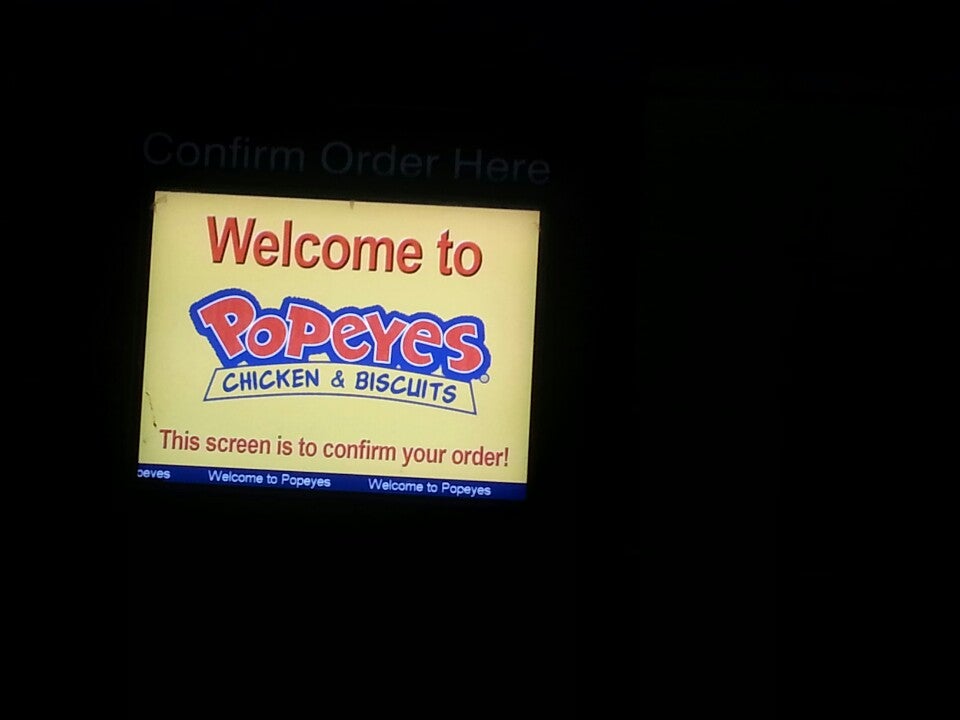 Confirm Order Here
Welcome to
POPEYES
CHICKEN & BISCUITS
This screen is to confirm your order!
peyes Welcome to Popeyes Welcome to Popeyes